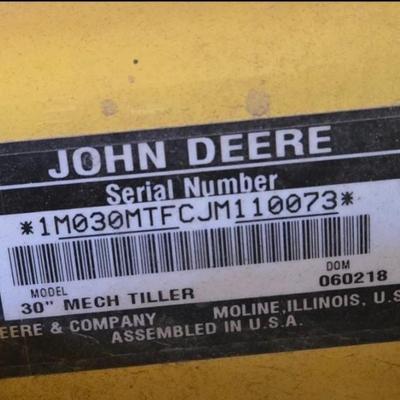 JOHN DEERE
Serial Number
*1M030MTFCJM110073*
MODEL DOM
30" MECH TILLER 060218
EERE & COMPANY MOLINE, ILLINOIS, U.S.
ASSEMBLED IN U.S.A.